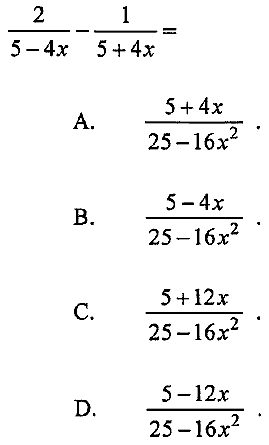 2/(5−4x) − 1/(5+4x) =
A. (5+4x)/(25−16x²) .
B. (5−4x)/(25−16x²) .
C. (5+12x)/(25−16x²) .
D. (5−12x)/(25−16x²) .